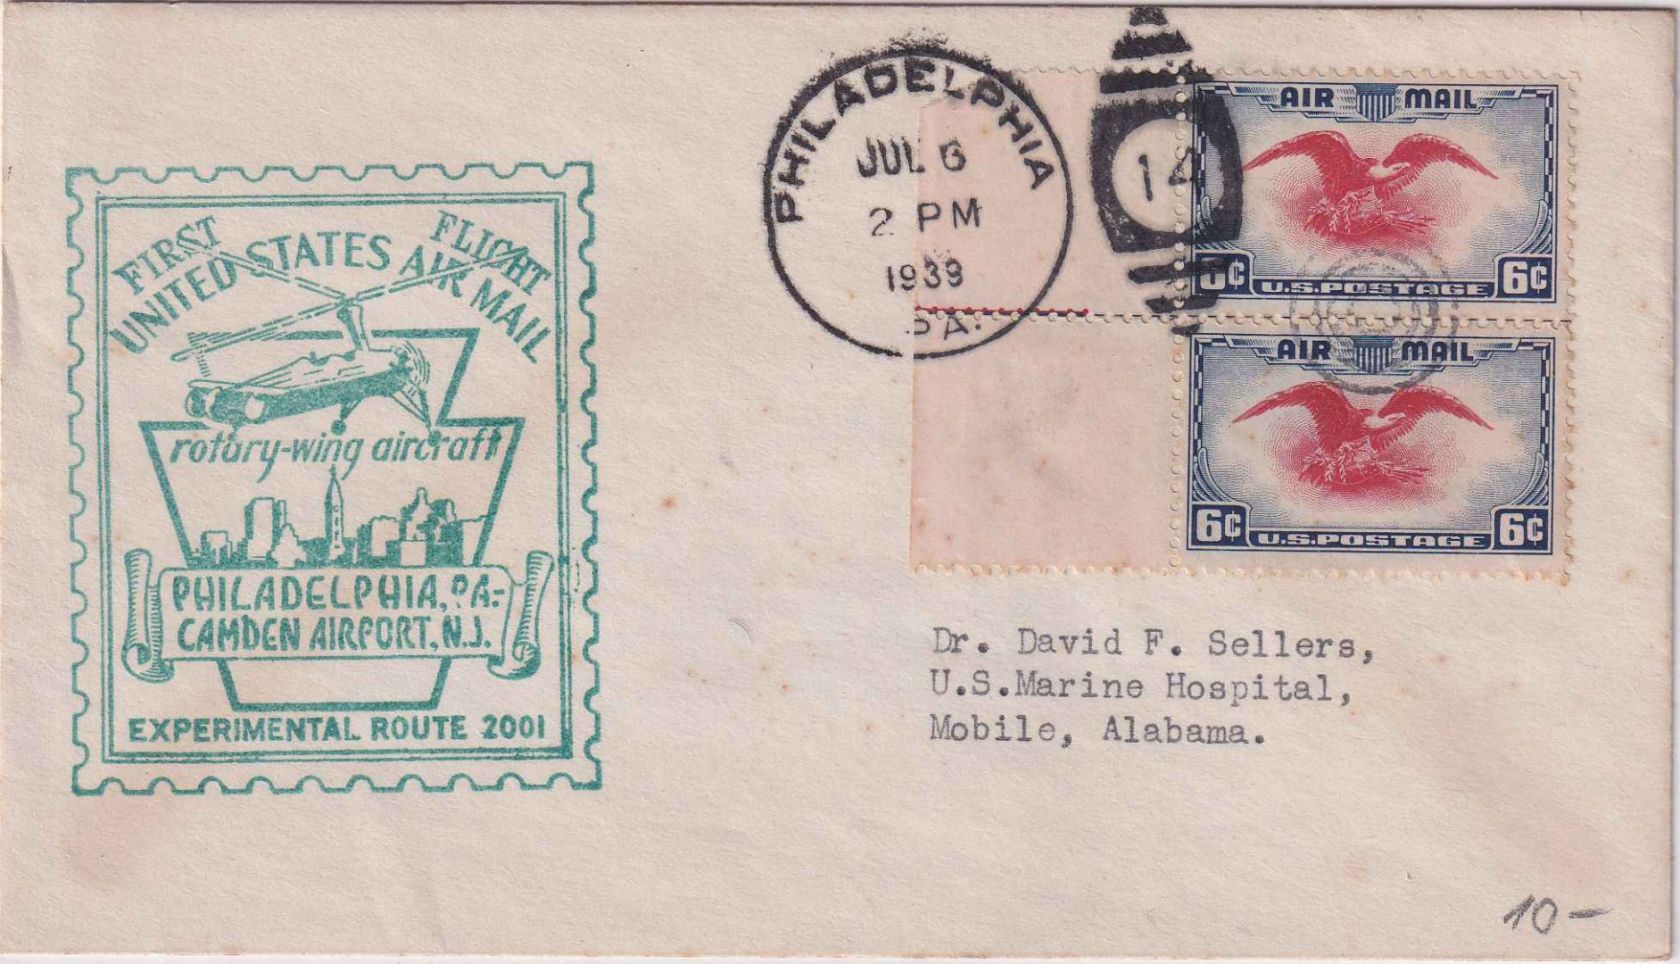 FIRST FLIGHT
UNITED STATES AIR MAIL
rotary-wing aircraft
PHILADELPHIA, PA.-
CAMDEN AIRPORT, N.J.
EXPERIMENTAL ROUTE 2001
PHILADELPHIA
JUL 6
2 PM
1939
PA.
14
AIR MAIL
6¢ U.S. POSTAGE 6¢
AIR MAIL
6¢ U.S. POSTAGE 6¢
Dr. David F. Sellers,
U.S.Marine Hospital,
Mobile, Alabama.
10-